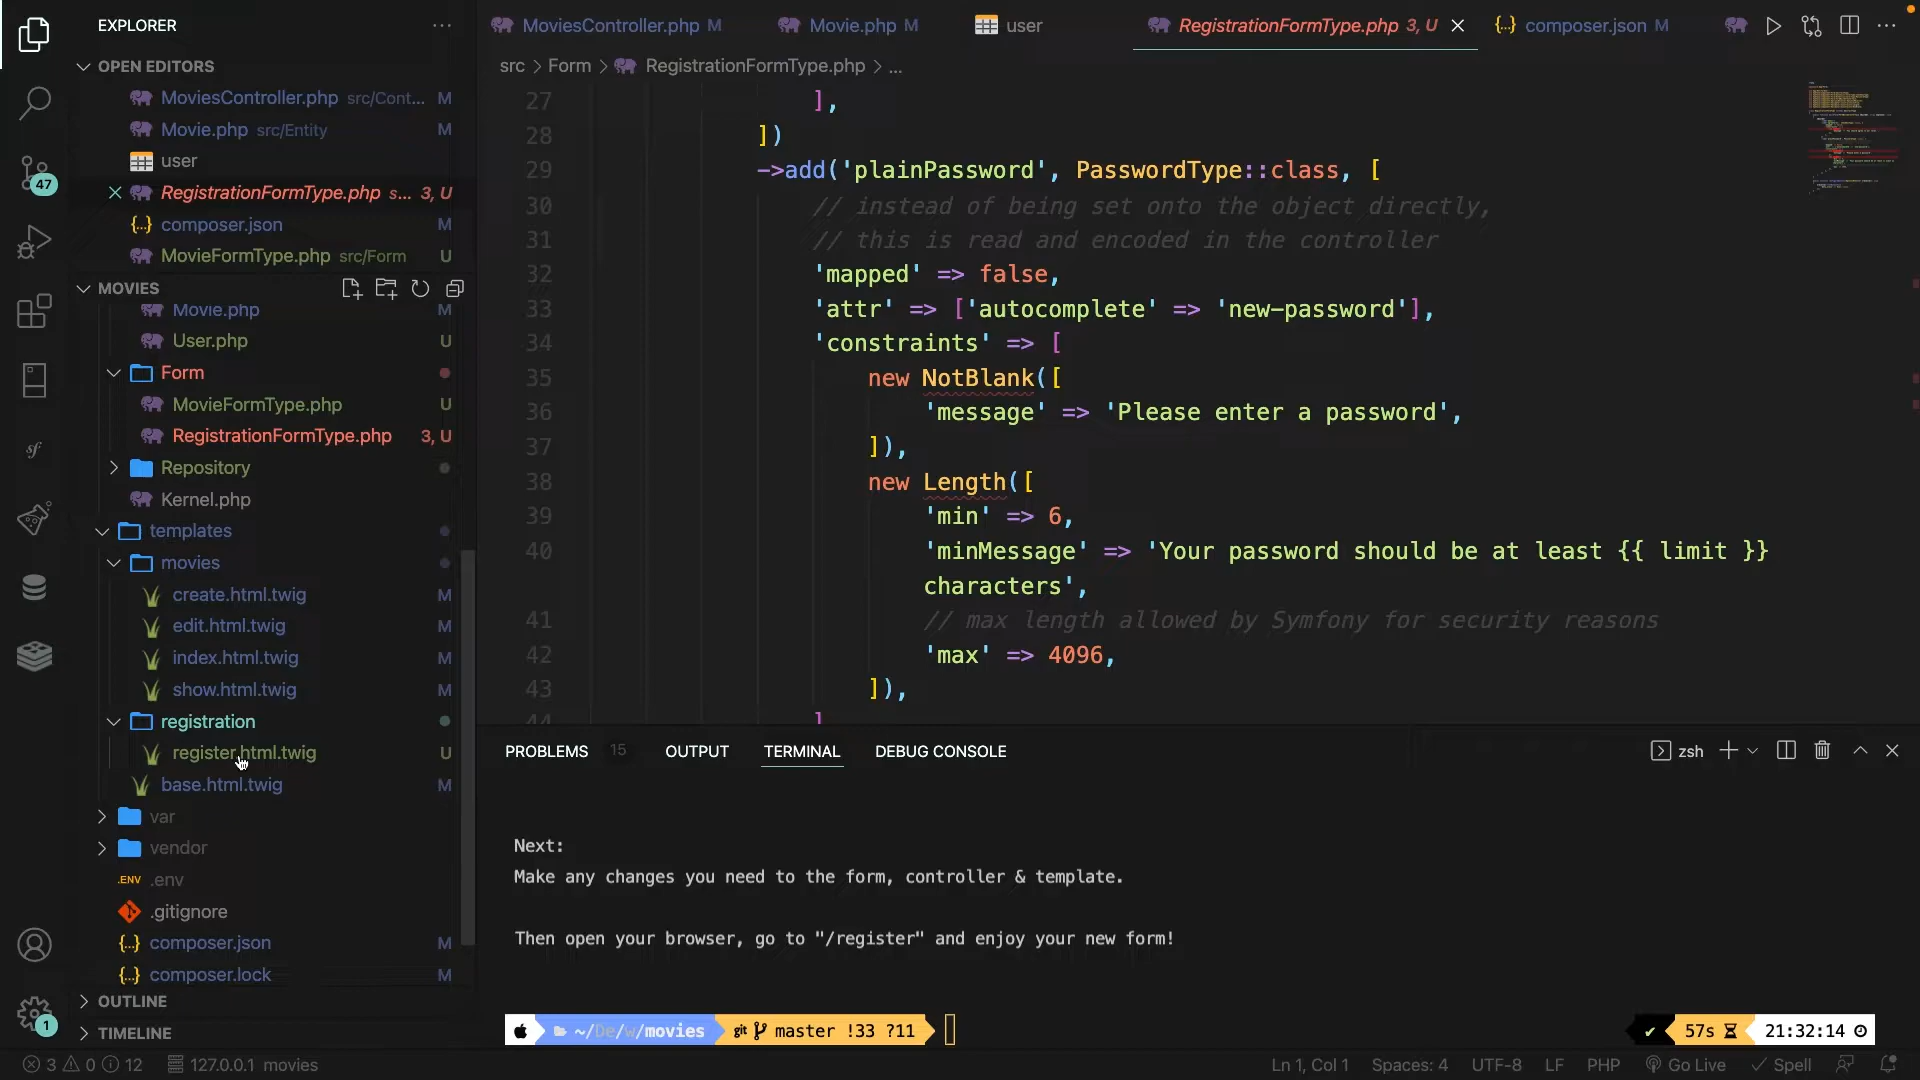 EXPLORER
OPEN EDITORS
MoviesController.php src/Cont... M
Movie.php src/Entity M
user
RegistrationFormType.php s... 3, U
composer.json M
MovieFormType.php src/Form U
MOVIES
Movie.php M
User.php U
Form
MovieFormType.php U
RegistrationFormType.php 3, U
Repository
Kernel.php
templates
movies
create.html.twig M
edit.html.twig M
index.html.twig M
show.html.twig M
registration
register.html.twig U
base.html.twig M
var
vendor
.ENV .env
.gitignore
composer.json M
composer.lock M
OUTLINE
TIMELINE
47
sf
1
MoviesController.php M
Movie.php M
user
RegistrationFormType.php 3, U
composer.json M
src > Form > RegistrationFormType.php > ...
27 ],
28 ])
29 ->add('plainPassword', PasswordType::class, [
30 // instead of being set onto the object directly,
31 // this is read and encoded in the controller
32 'mapped' => false,
33 'attr' => ['autocomplete' => 'new-password'],
34 'constraints' => [
35 new NotBlank([
36 'message' => 'Please enter a password',
37 ]),
38 new Length([
39 'min' => 6,
40 'minMessage' => 'Your password should be at least {{ limit }}
characters',
41 // max length allowed by Symfony for security reasons
42 'max' => 4096,
43 ]),
44 ]
PROBLEMS 15 OUTPUT TERMINAL DEBUG CONSOLE
zsh
Next:
Make any changes you need to the form, controller & template.
Then open your browser, go to "/register" and enjoy your new form!
~/De/w/movies git master !33 ?11
57s 21:32:14
3 0 12 127.0.0.1 movies
Ln 1, Col 1 Spaces: 4 UTF-8 LF PHP Go Live Spell